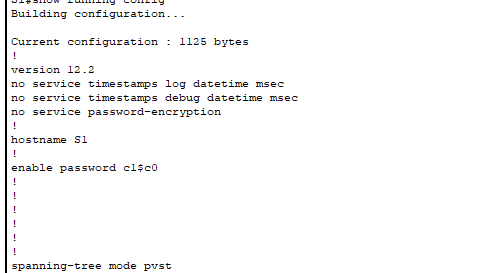 S1#show running config
Building configuration...
Current configuration : 1125 bytes
!
version 12.2
no service timestamps log datetime msec
no service timestamps debug datetime msec
no service password-encryption
!
hostname S1
!
enable password c1$c0
!
!
!
!
!
!
spanning-tree mode pvst